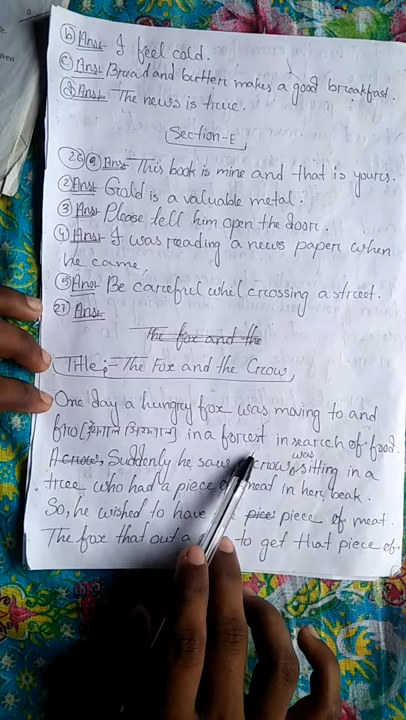 b) Ans: I feel cold.
c) Ans: Bread and butter makes a good breakfast.
d) Ans: The news is true.
Section-E
26 a) Ans: This book is mine and that is yours.
2) Ans: Gold is a valuable metal.
3) Ans: Please tell him open the door.
4) Ans: I was reading a news paper when
he came.
5) Ans: Be careful whil crossing a street.
27) Ans:
The fox and the
Title: The Fox and the Crow
One day a hungry fox was moving to and
fro in a forest in search of food.
A crow, Suddenly he saw crow was sitting in a
tree who had a piece meat in her beak.
So, he wished to have piece piece of meat.
The fox that out a to get that piece of